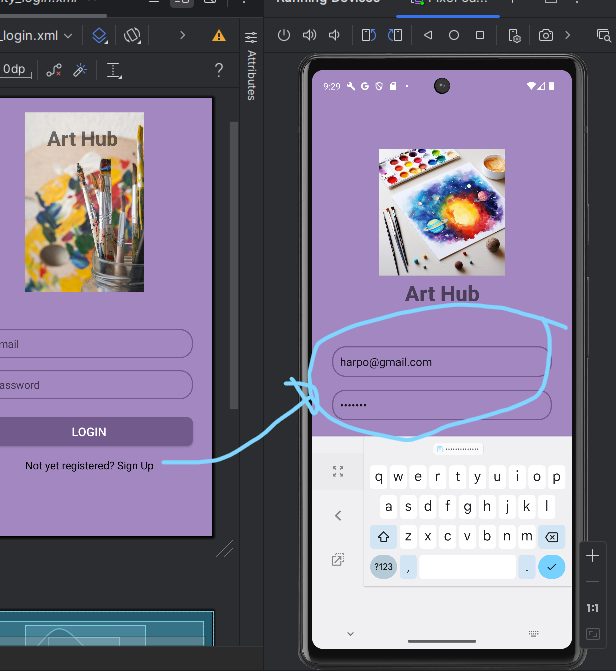 _login.xml
Running Devices
0dp
?
Attributes
Art Hub
mail
assword
LOGIN
Not yet registered? Sign Up
9:29
Art Hub
harpo@gmail.com
•••••••
••••••••••••••
q w e r t y u i o p
a s d f g h j k l
z x c v b n m
?123 , .
1:1